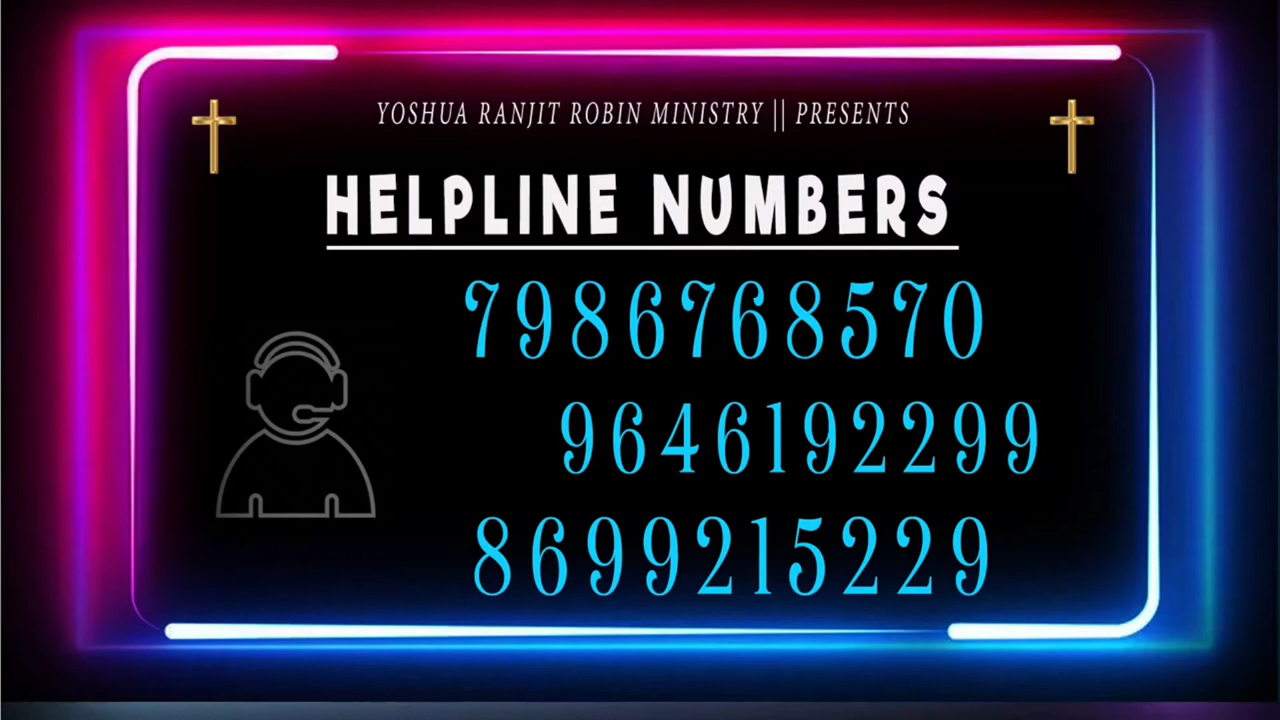 YOSHUA RANJIT ROBIN MINISTRY || PRESENTS
HELPLINE NUMBERS
7986768570
9646192299
8699215229